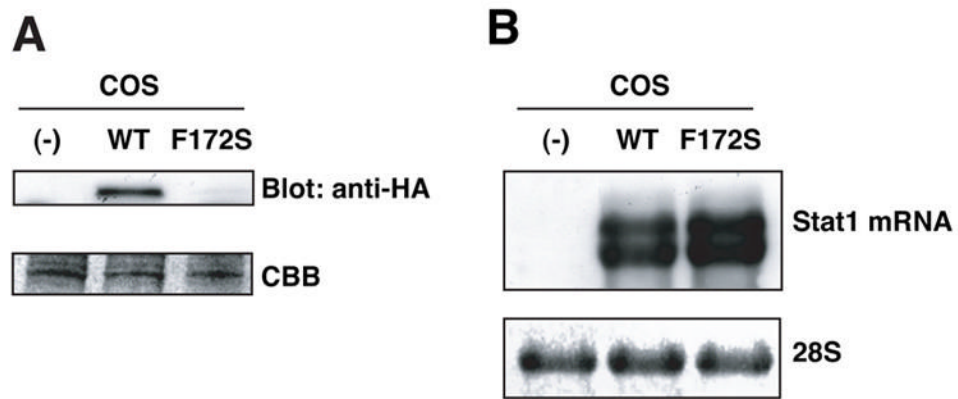 A
COS
(-) WT F172S
Blot: anti-HA
CBB
B
COS
(-) WT F172S
Stat1 mRNA
28S